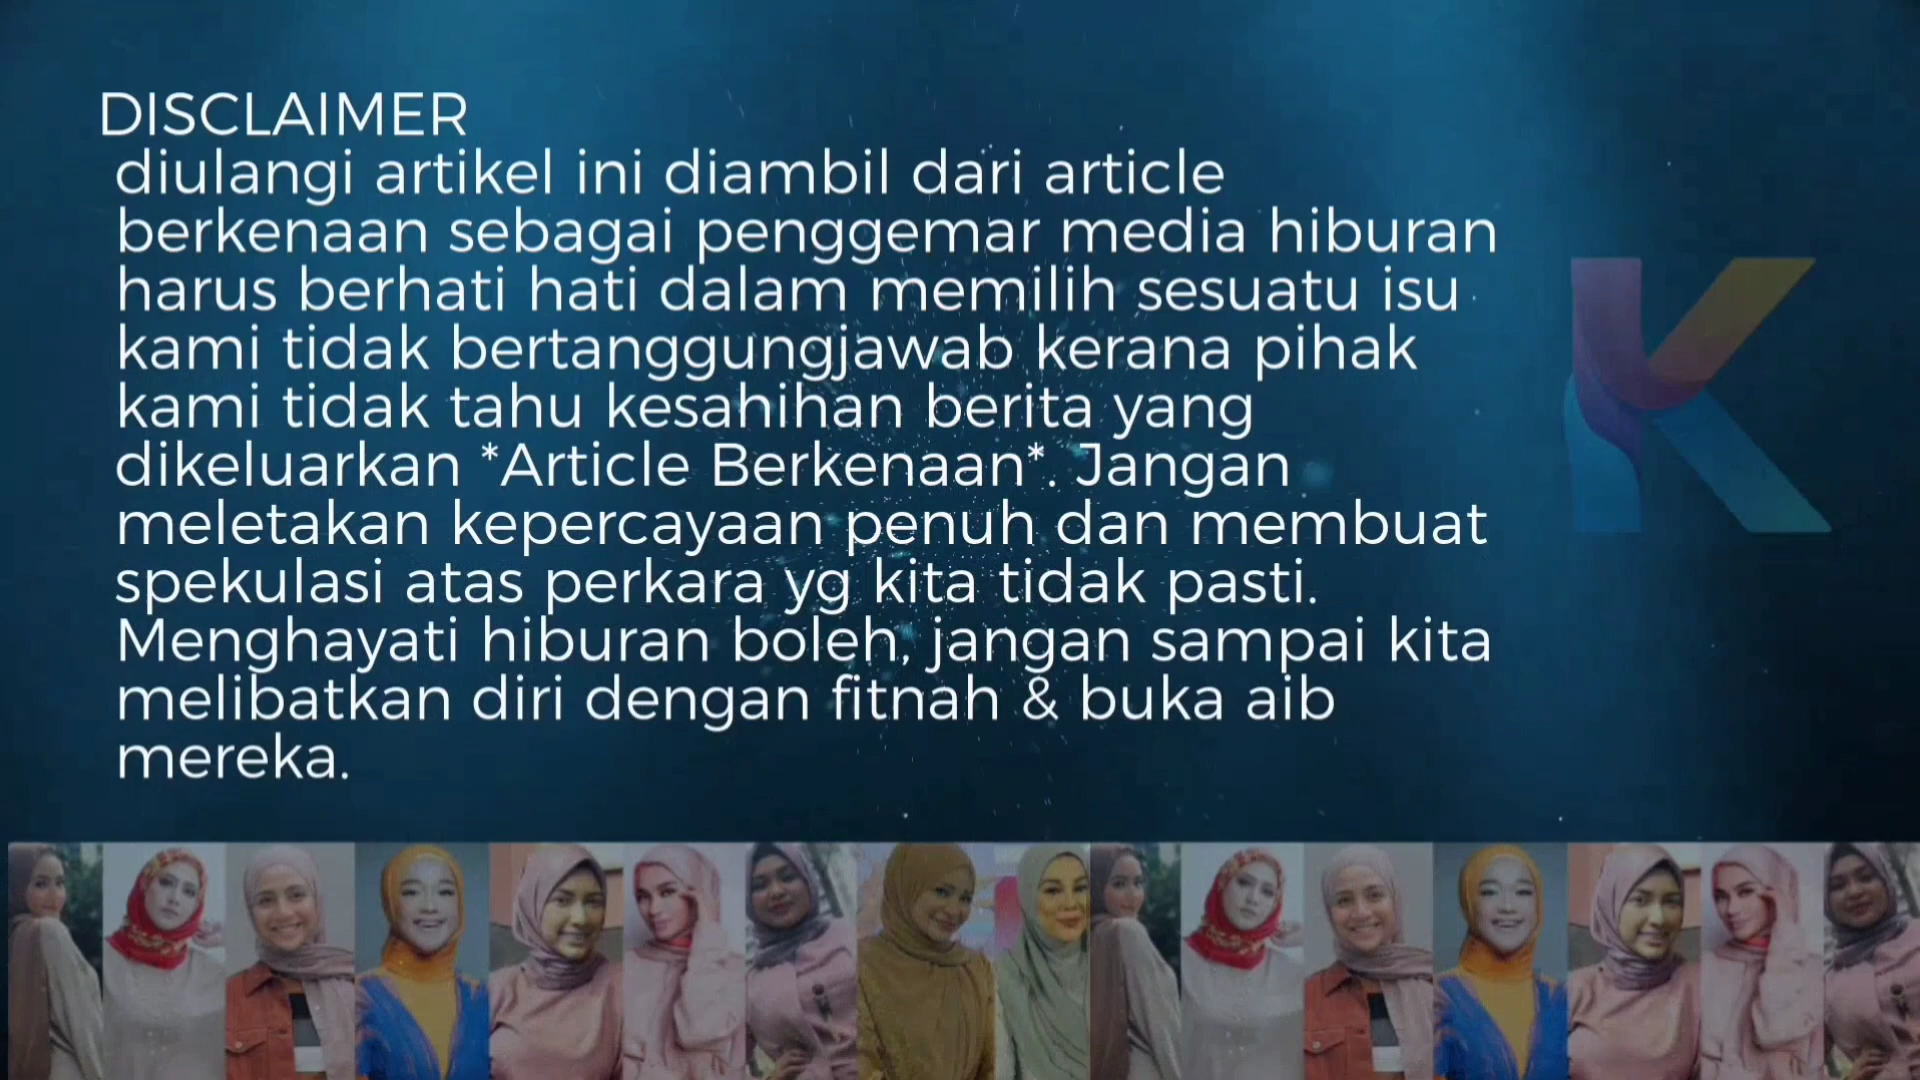 DISCLAIMER
diulangi artikel ini diambil dari article
berkenaan sebagai penggemar media hiburan
harus berhati hati dalam memilih sesuatu isu
kami tidak bertanggungjawab kerana pihak
kami tidak tahu kesahihan berita yang
dikeluarkan *Article Berkenaan*. Jangan
meletakan kepercayaan penuh dan membuat
spekulasi atas perkara yg kita tidak pasti.
Menghayati hiburan boleh, jangan sampai kita
melibatkan diri dengan fitnah & buka aib
mereka.
K